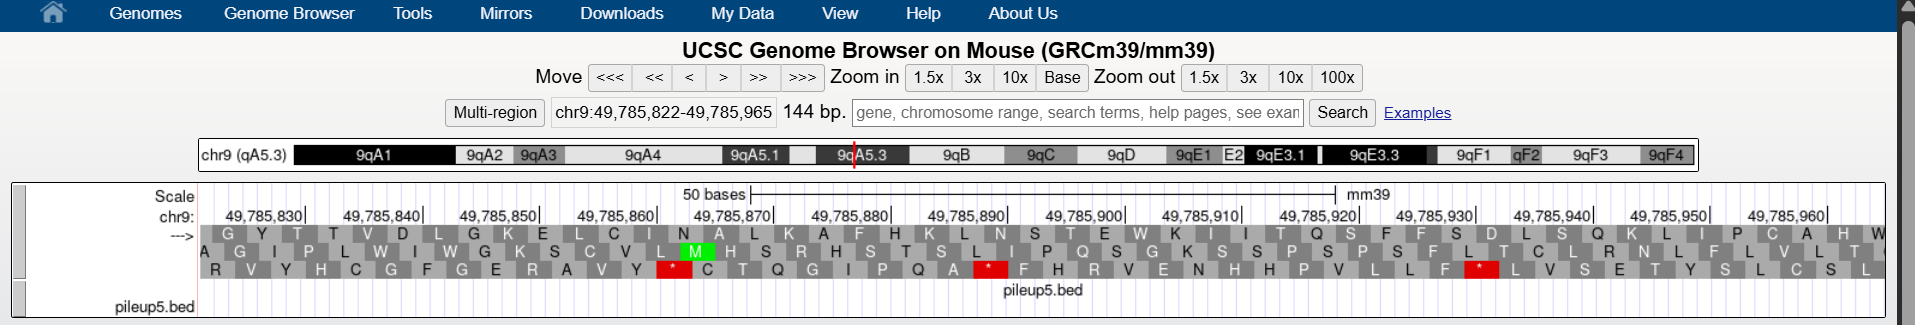 Genomes Genome Browser Tools Mirrors Downloads My Data View Help About Us
UCSC Genome Browser on Mouse (GRCm39/mm39)
Move <<< << < > >> >>> Zoom in 1.5x 3x 10x Base Zoom out 1.5x 3x 10x 100x
Multi-region chr9:49,785,822-49,785,965 144 bp. gene, chromosome range, search terms, help pages, see exan Search Examples
chr9 (qA5.3) 9qA1 9qA2 9qA3 9qA4 9qA5.1 9qA5.3 9qB 9qC 9qD 9qE1 E2 9qE3.1 9qE3.3 9qF1 qF2 9qF3 9qF4
Scale 50 bases mm39
chr9: 49,785,830 49,785,840 49,785,850 49,785,860 49,785,870 49,785,880 49,785,890 49,785,900 49,785,910 49,785,920 49,785,930 49,785,940 49,785,950 49,785,960
---> G Y T T V D L G K E L C I N A L K A F H K L N S T E W K I I T Q S F F S D L S Q K L I P C A H W
A G I P L W I W G K S C V L M H S R H S T S L I P Q S G K S S P S P S F L T C L R N L F L V L T
R V Y H C G F G E R A V Y * C T Q G I P Q A * F H R V E N H H P V L L F * L V S E T Y S L C S L
pileup5.bed
pileup5.bed